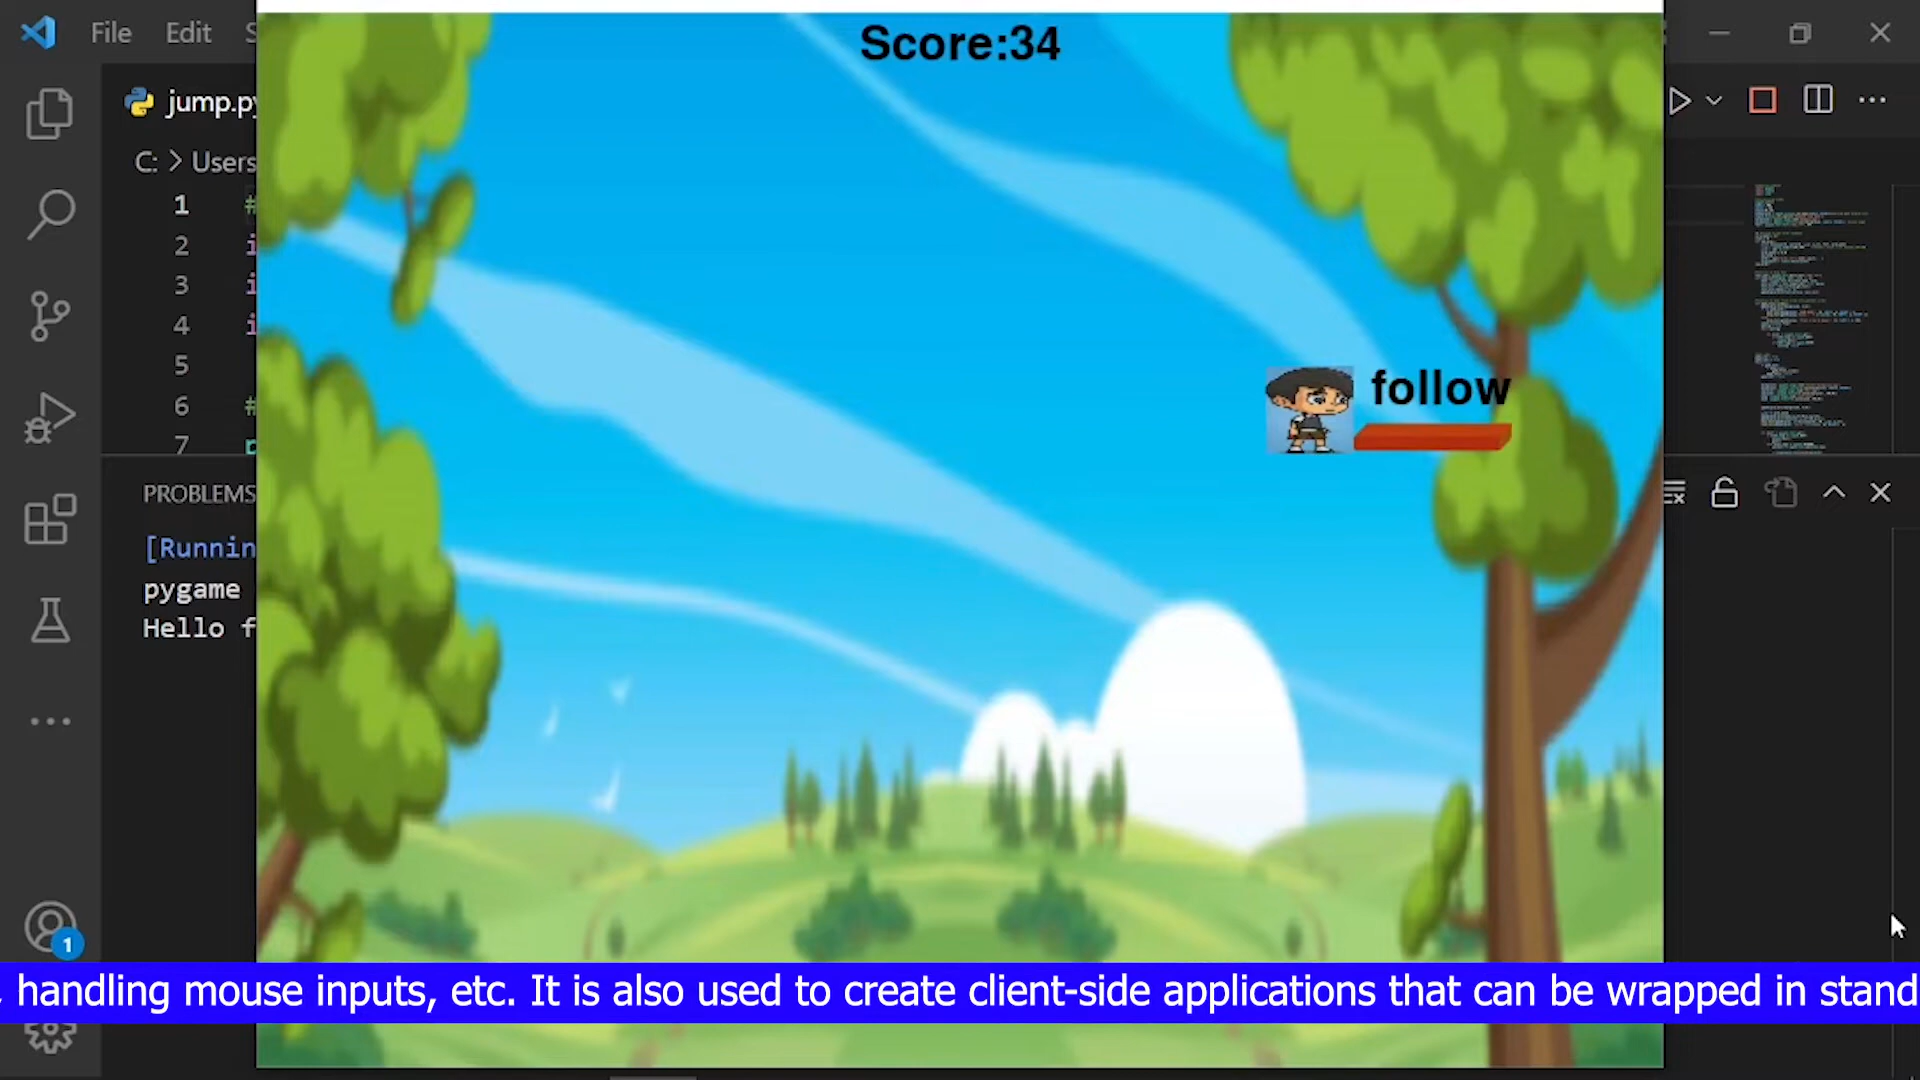 File Edit S
Score:34
jump.py
C: > Users
1 #
2 i
3 i
4 i
5
6 #
7 p
follow
PROBLEMS
[Runnin
pygame
Hello f
1
, handling mouse inputs, etc. It is also used to create client-side applications that can be wrapped in stand